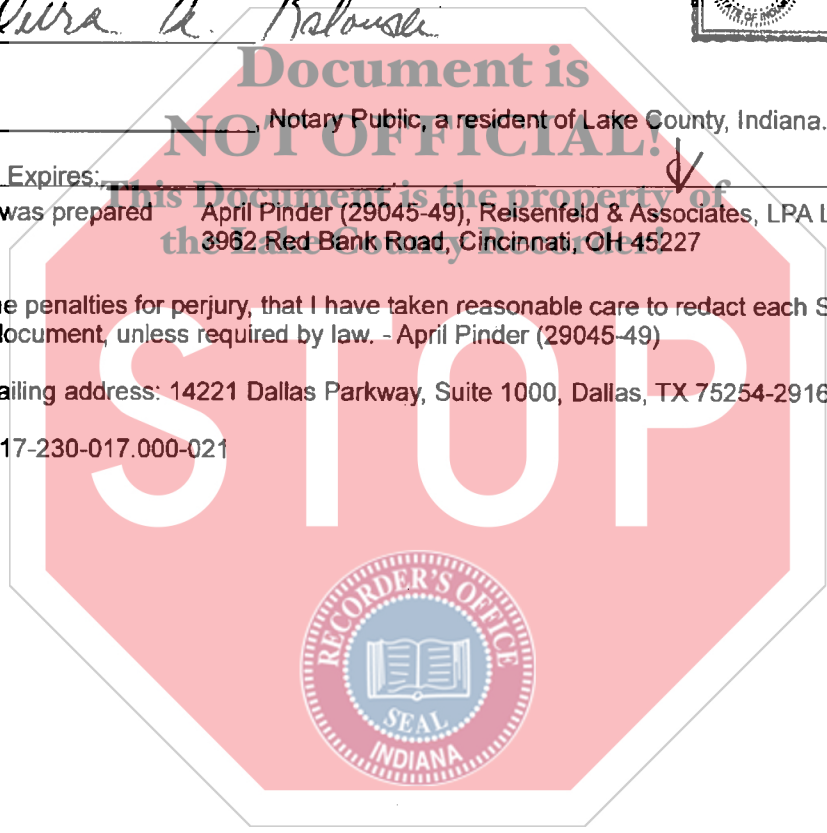 A. Kalousek
Document is
NOT OFFICIAL!
, Notary Public, a resident of Lake County, Indiana.
Expires:
This Document is the property of
was prepared April Pinder (29045-49), Reisenfeld & Associates, LPA L
the Lake County Recorder!
3962 Red Bank Road, Cincinnati, OH 45227
e penalties for perjury, that I have taken reasonable care to redact each S
ocument, unless required by law. - April Pinder (29045-49)
STOP
ailing address: 14221 Dallas Parkway, Suite 1000, Dallas, TX 75254-2916
17-230-017.000-021
RECORDER'S OFFICE
SEAL
INDIANA